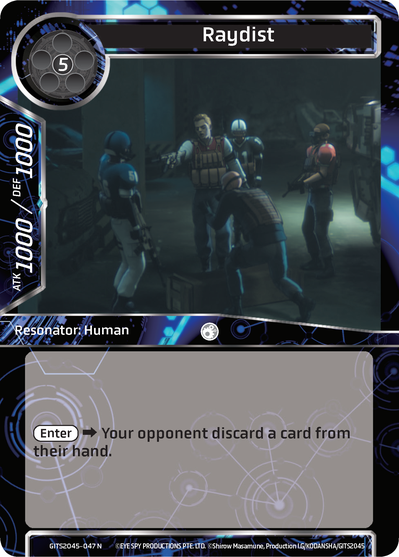 Raydist
5
ATK 1000 / DEF 1000
Resonator: Human
Enter ➡ Your opponent discard a card from
their hand.
GITS2045-047 N ©EYE SPY PRODUCTIONS PTE. LTD. ©Shirow Masamune, Production I.G/KODANSHA/GITS2045